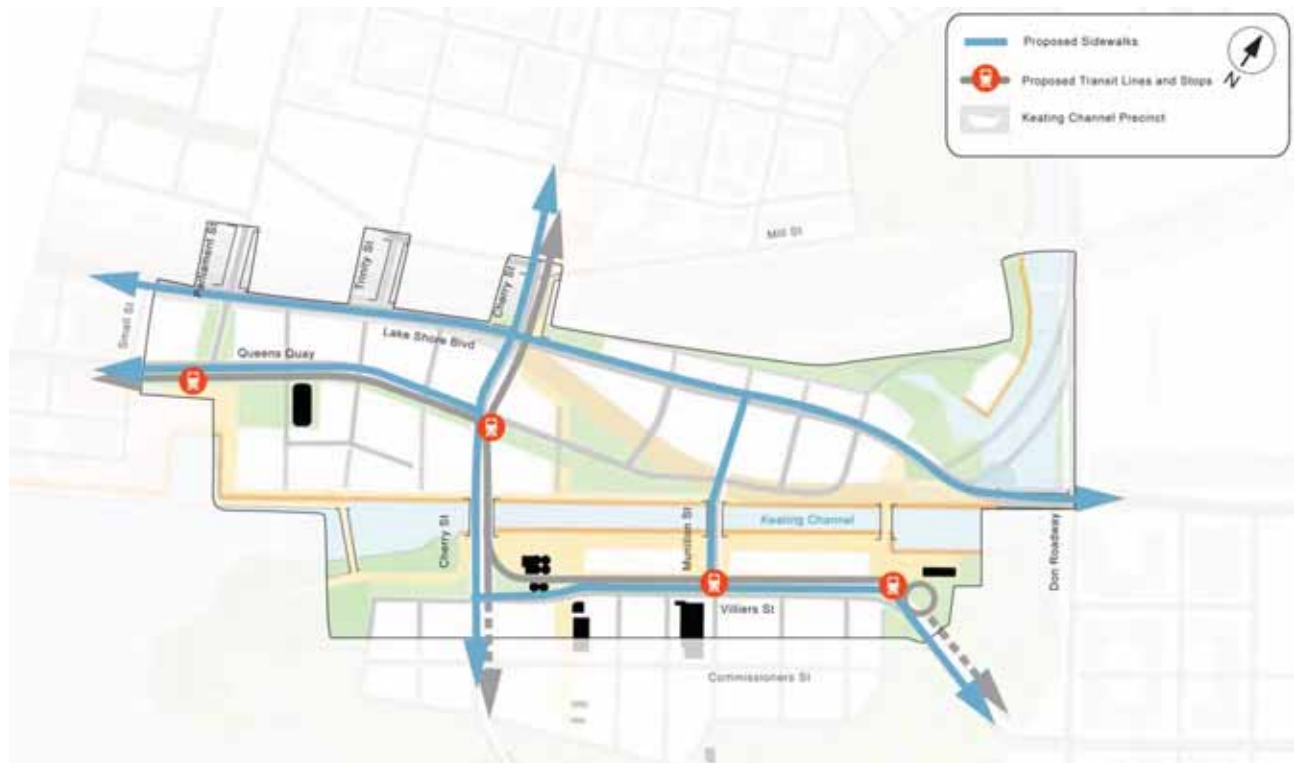 Proposed Sidewalks
Proposed Transit Lines and Stops
N
Keating Channel Precinct
Mill St
Parliament St
Trinity St
Cherry St
Small St
Lake Shore Blvd
Queens Quay
Cherry St
Munition St
Keating Channel
Don Roadway
Villiers St
Commissioners St